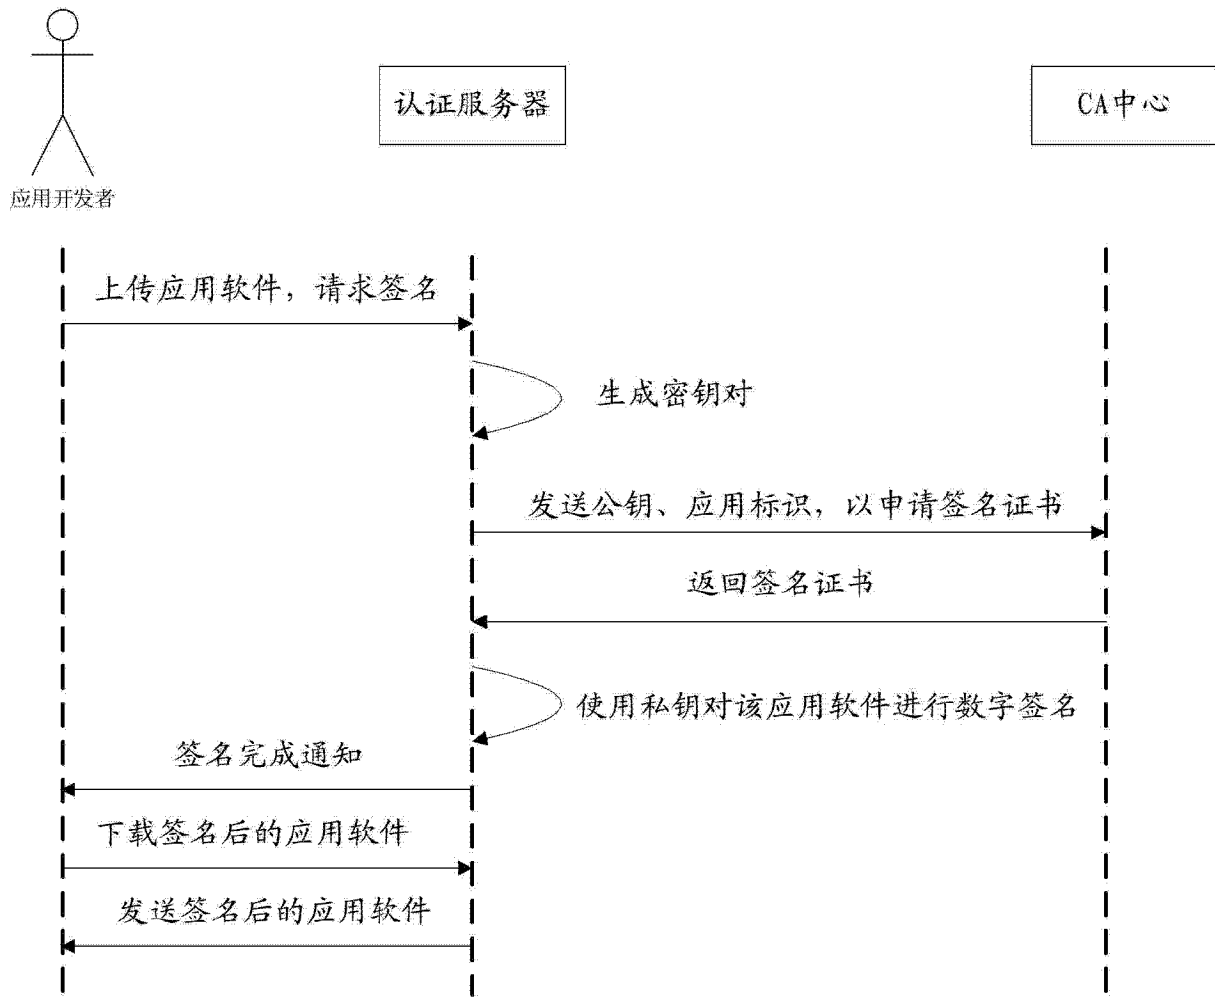 认证服务器
CA中心
应用开发者
上传应用软件，请求签名
生成密钥对
发送公钥、应用标识，以申请签名证书
返回签名证书
使用私钥对该应用软件进行数字签名
签名完成通知
下载签名后的应用软件
发送签名后的应用软件